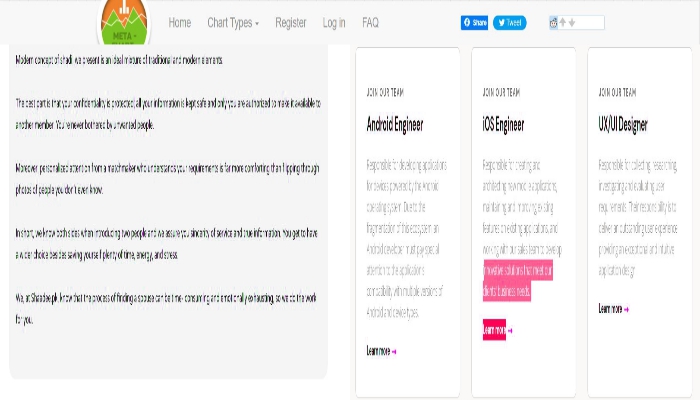 META -
CHART
Home
Chart Types
Register
Log in
FAQ
Share
Tweet
Modern concept of shadi, we present is an ideal mixture of traditional and modern elements.
The best part is that your confidentiality is protected; all your information is kept safe and only you are authorized to make it available to
another member. You're never bothered by unwanted people.
Moreover, personalized attention from a matchmaker who understands your requirements is far more comforting than flipping through
photos of people you don't even know.
In short, we know both sides when introducing two people and we assure you sincerity of service and true information. You get to have
a wider choice besides saving yourself plenty of time, energy, and stress.
We, at Shaadee.pk, know that the process of finding a spouse can be time- consuming and emotionally exhausting, so we do the work
for you.
JOIN OUR TEAM
Android Engineer
Responsible for developing applications
for devices powered by the Android
operating system. Due to the
fragmentation of this ecosystem an
Android developer must pay special
attention to the application's
compatibility with multiple versions of
Android and device types.
Learn more →
JOIN OUR TEAM
iOS Engineer
Responsible for creating and
architecting new mobile applications,
maintaining and improving existing
features on existing applications, and
working with our sales team to develop
innovative solutions that meet our
clients' business needs.
Learn more →
JOIN OUR TEAM
UX/UI Designer
Responsible for collecting, researching,
investigating and evaluating user
requirements. Their responsibility is to
deliver an outstanding user experience
providing an exceptional and intuitive
application design.
Learn more →